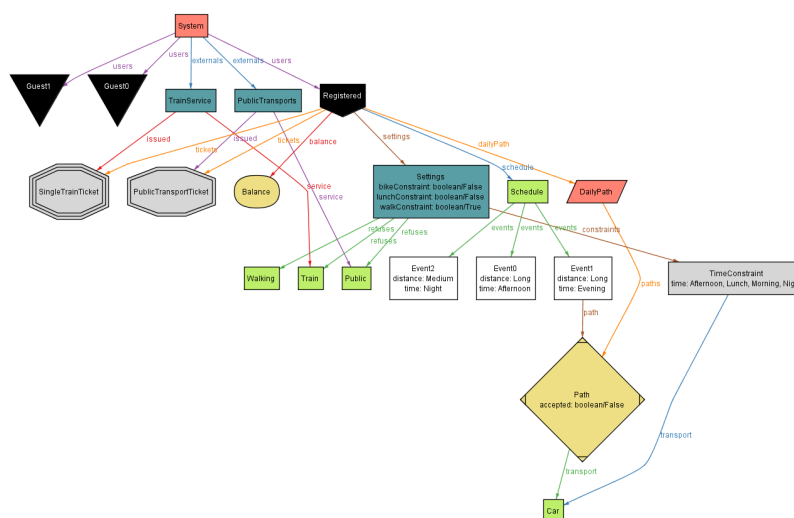 System
users
users
externals
externals
users
Guest1
Guest0
TrainService
PublicTransports
Registered
issued
tickets
issued
tickets
balance
settings
schedule
dailyPath
SingleTrainTicket
PublicTransportTicket
Balance
service
service
Settings
bikeConstraint: boolean/False
lunchConstraint: boolean/False
walkConstraint: boolean/True
Schedule
DailyPath
refuses
refuses
refuses
events
events
events
constraints
Walking
Train
Public
Event2
distance: Medium
time: Night
Event0
distance: Long
time: Afternoon
Event1
distance: Long
time: Evening
TimeConstraint
time: Afternoon, Lunch, Morning,
path
paths
Path
accepted: boolean/False
transport
transport
Car